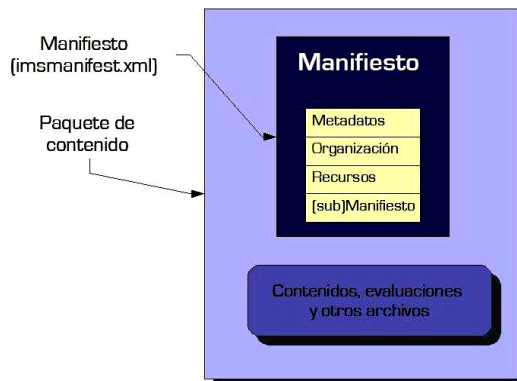 Manifiesto
(imsmanifest.xml)
Paquete de
contenido
Manifiesto
Metadatos
Organización
Recursos
(sub)Manifiesto
Contenidos, evaluaciones
y otros archivos